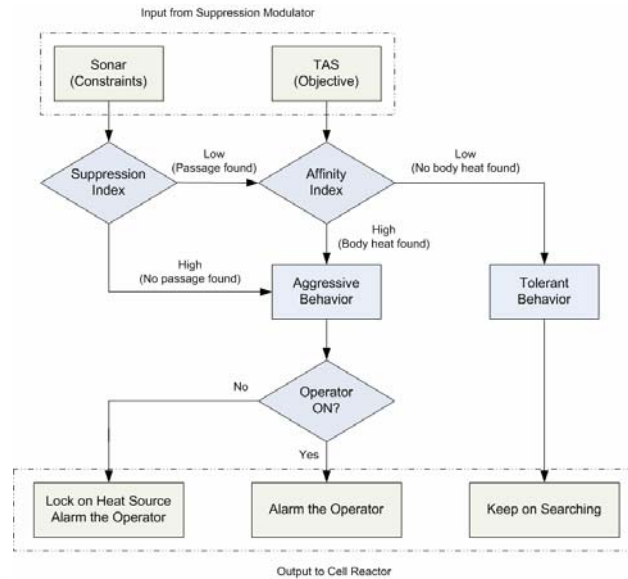 Input from Suppression Modulator
Sonar
(Constraints)
TAS
(Objective)
Suppression
Index
Low
(Passage found)
Affinity
Index
Low
(No body heat found)
High
(Body heat found)
High
(No passage found)
Aggressive
Behavior
Tolerant
Behavior
No
Operator
ON?
Yes
Lock on Heat Source
Alarm the Operator
Alarm the Operator
Keep on Searching
Output to Cell Reactor